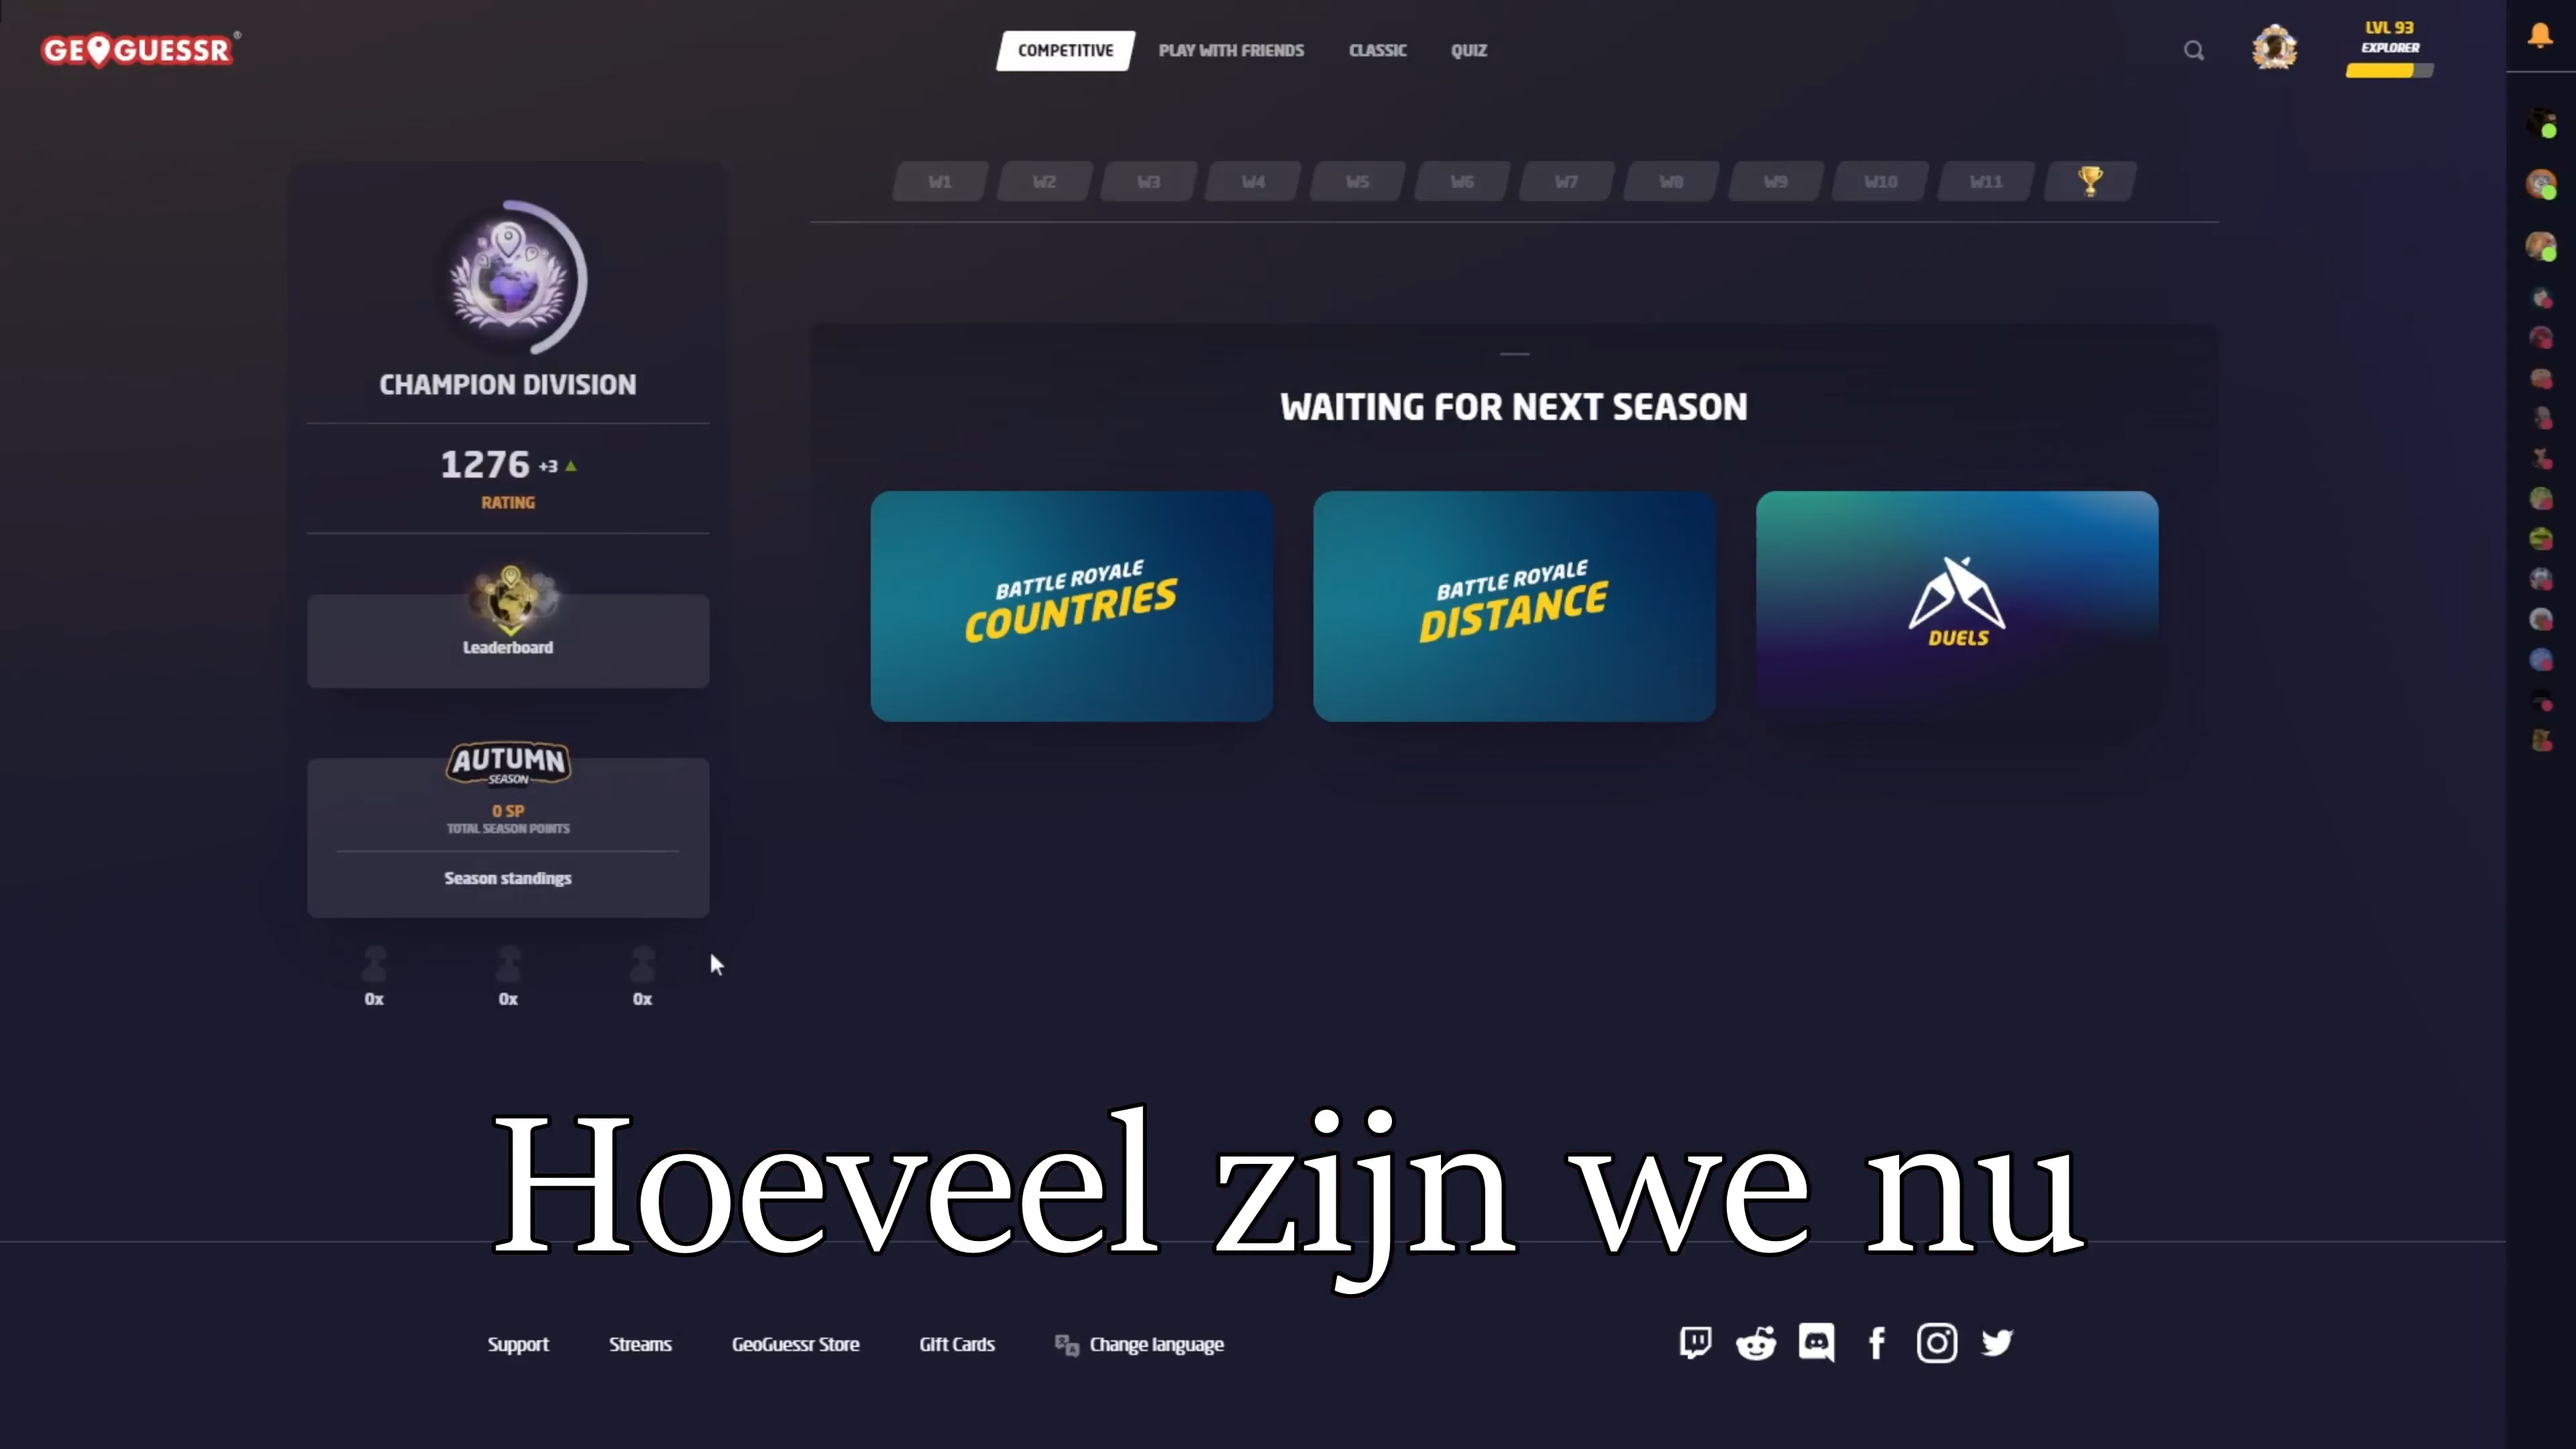 GEOGUESSR®
COMPETITIVE PLAY WITH FRIENDS CLASSIC QUIZ
LVL 93
EXPLORER
W1 W2 W3 W4 W5 W6 W7 W8 W9 W10 W11
CHAMPION DIVISION
1276 +3
RATING
Leaderboard
AUTUMN
SEASON
0 SP
TOTAL SEASON POINTS
Season standings
0x 0x 0x
WAITING FOR NEXT SEASON
BATTLE ROYALE
COUNTRIES
BATTLE ROYALE
DISTANCE
DUELS
Hoeveel zijn we nu
Support Streams GeoGuessr Store Gift Cards Change language